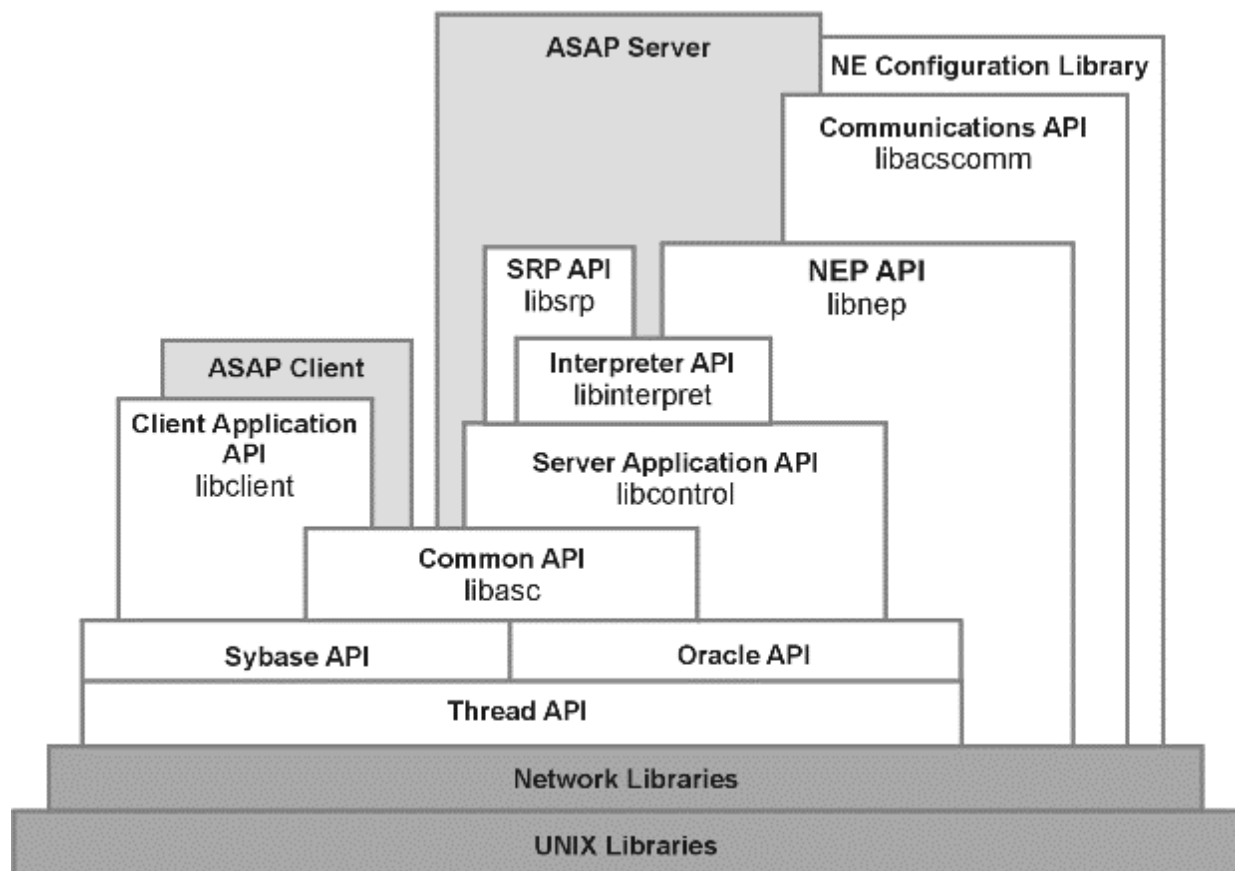 ASAP Server
NE Configuration Library
Communications API
libacscomm
SRP API
libsrp
NEP API
libnep
Interpreter API
libinterpret
ASAP Client
Client Application
API
libclient
Server Application API
libcontrol
Common API
libasc
Sybase API
Oracle API
Thread API
Network Libraries
UNIX Libraries